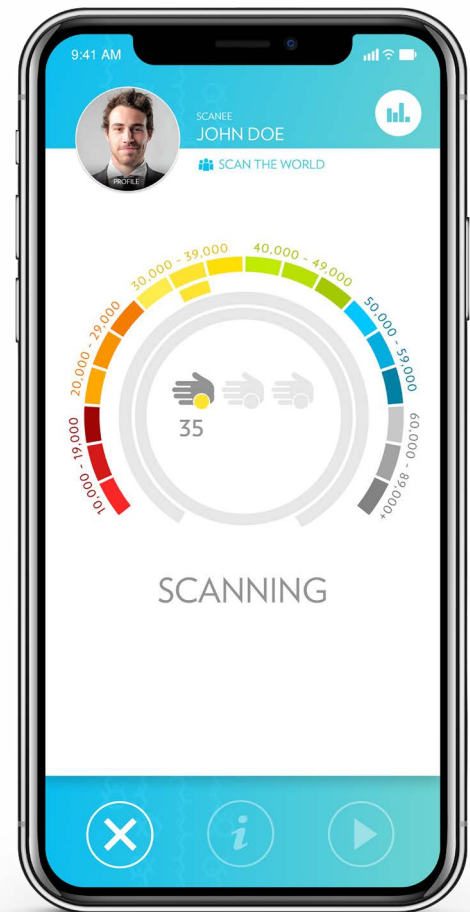 9:41 AM
SCANEE
JOHN DOE
PROFILE
SCAN THE WORLD
10,000 - 19,000
20,000 - 29,000
30,000 - 39,000
40,000 - 49,000
50,000 - 59,000
60,000 - 89,000+
35
SCANNING
i